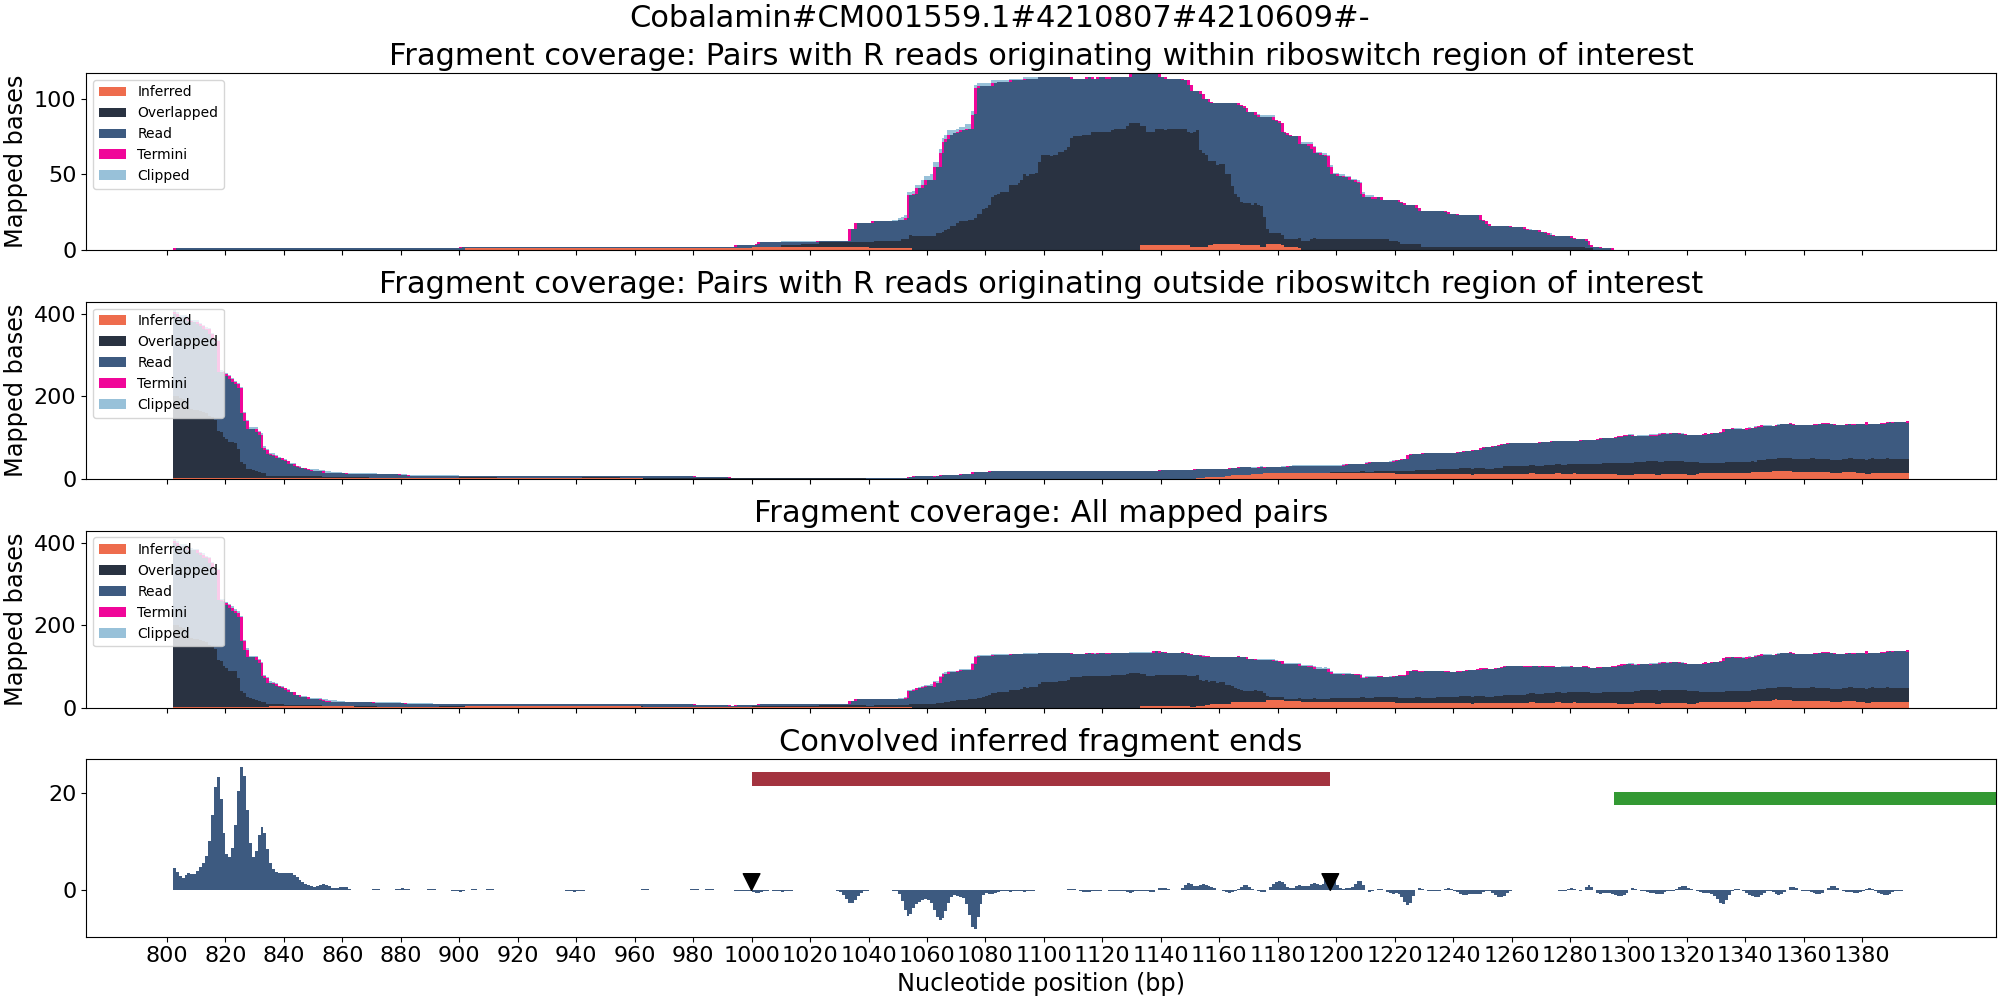 Cobalamin#CM001559.1#4210807#4210609#-
Fragment coverage: Pairs with R reads originating within riboswitch region of interest
Mapped bases
100
50
0
Inferred
Overlapped
Read
Termini
Clipped
Fragment coverage: Pairs with R reads originating outside riboswitch region of interest
Mapped bases
400
200
0
Inferred
Overlapped
Read
Termini
Clipped
Fragment coverage: All mapped pairs
Mapped bases
400
200
0
Inferred
Overlapped
Read
Termini
Clipped
Convolved inferred fragment ends
20
0
800 820 840 860 880 900 920 940 960 980 1000 1020 1040 1060 1080 1100 1120 1140 1160 1180 1200 1220 1240 1260 1280 1300 1320 1340 1360 1380
Nucleotide position (bp)